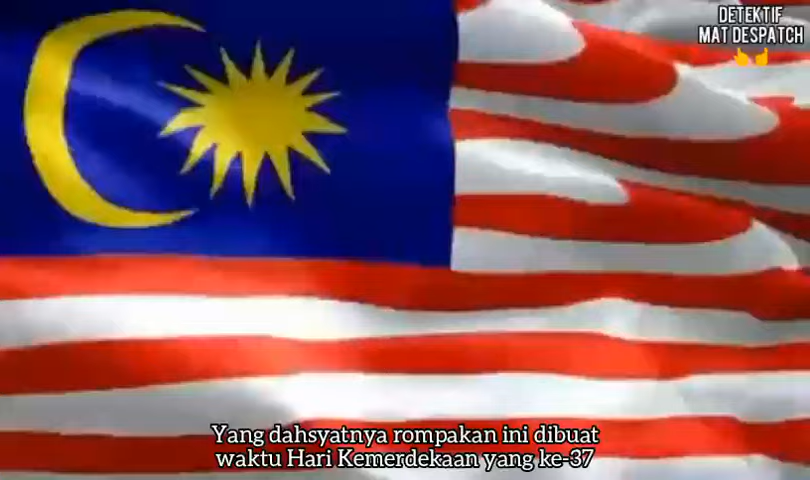 DETEKTIF
MAT DESPATCH
Yang dahsyatnya rompakan ini dibuat
waktu Hari Kemerdekaan yang ke-37